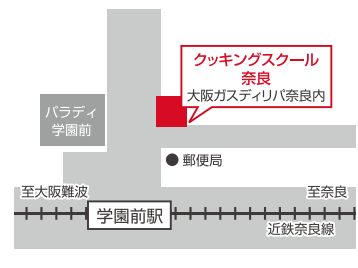 クッキングスクール
奈良
大阪ガスディリパ奈良内
パラディ
学園前
郵便局
至大阪難波
至奈良
学園前駅
近鉄奈良線